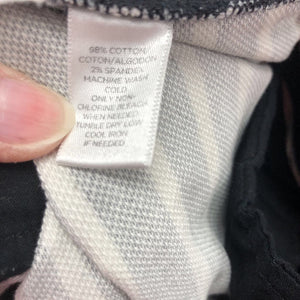 98% COTTON/
COTTON/ALGODON
2% SPANDEX
MACHINE WASH
COLD
ONLY NON-
CHLORINE BLEACH
WHEN NEEDED
TUMBLE DRY LOW
COOL IRON
IF NEEDED